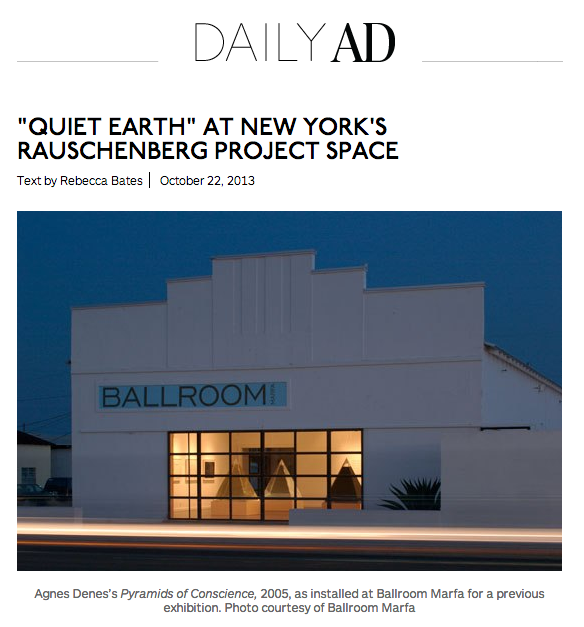 DAILY AD
"QUIET EARTH" AT NEW YORK'S
RAUSCHENBERG PROJECT SPACE
Text by Rebecca Bates | October 22, 2013
BALLROOM
Agnes Denes's Pyramids of Conscience, 2005, as installed at Ballroom Marfa for a previous
exhibition. Photo courtesy of Ballroom Marfa